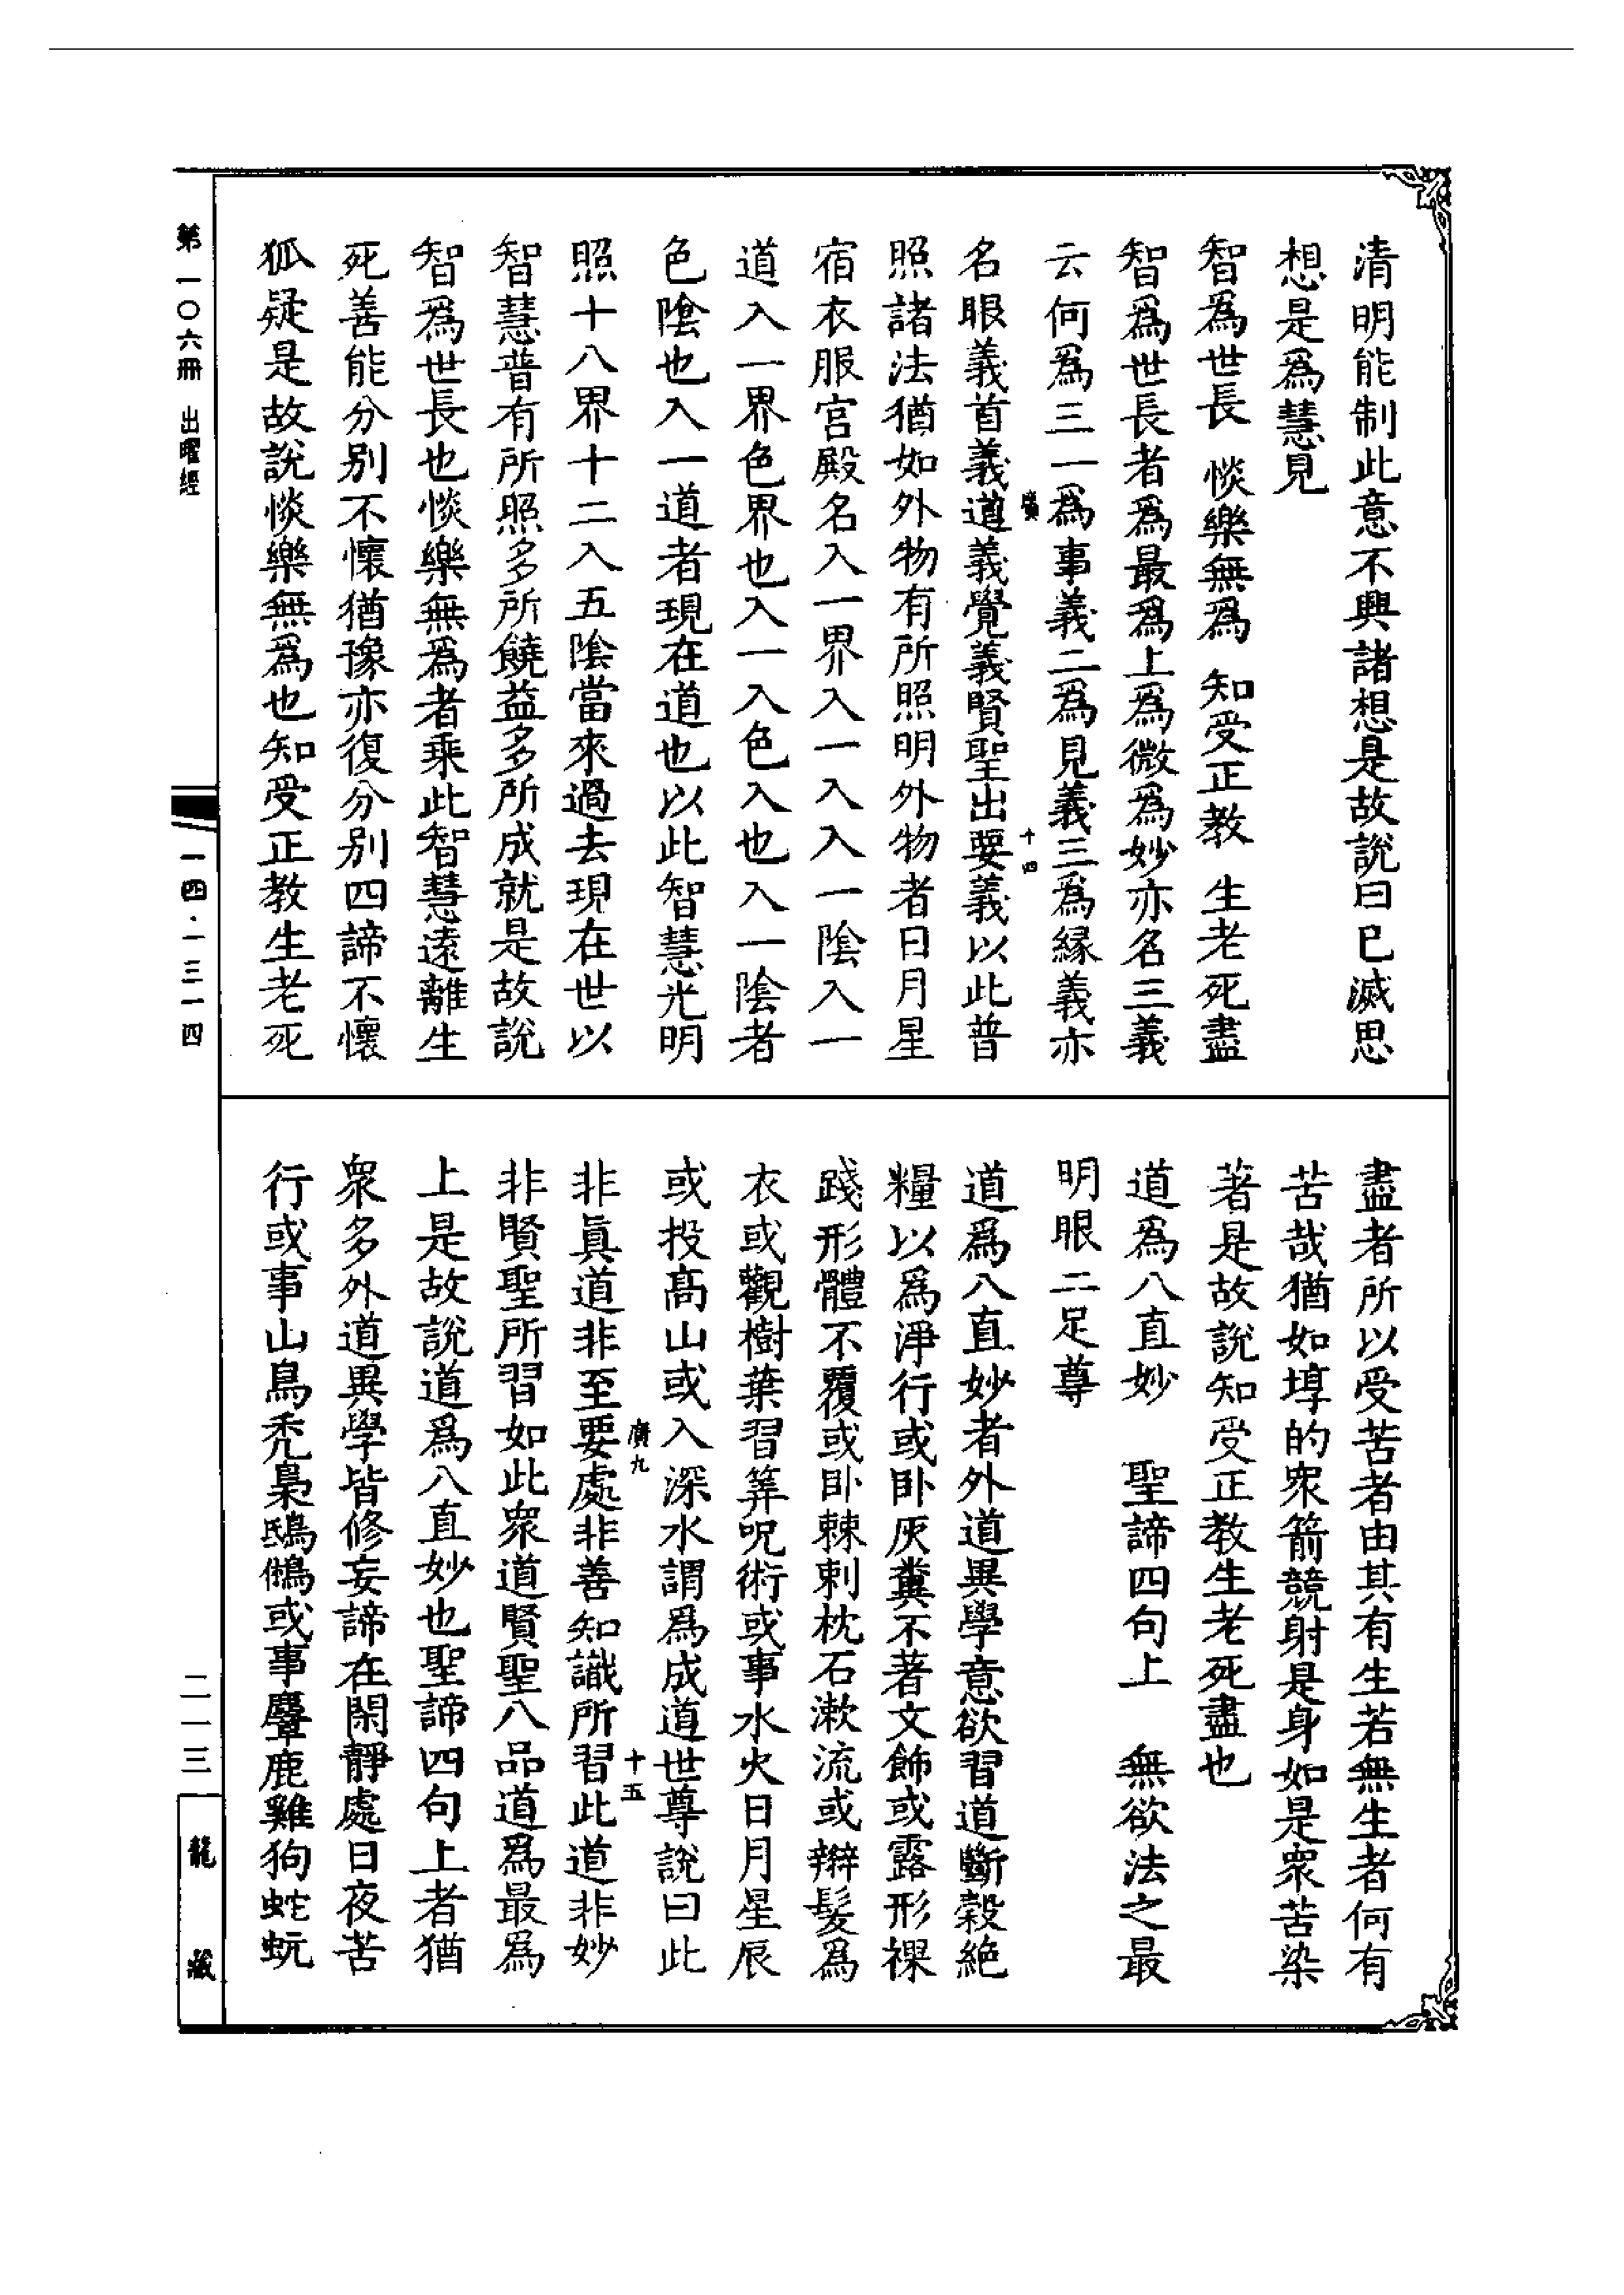 清明能制此意不興諸想是故說曰已滅思
想是爲慧見
智爲世長　惔樂無爲　知受正教　生老死盡
智爲世長者爲最爲上爲微爲妙亦名三義
云何爲三一爲事義二爲見義三爲緣義亦
廣
十四
名眼義首義道義覺義賢聖出要義以此普
照諸法猶如外物有所照明外物者日月星
宿衣服宮殿名入一界入一入入一陰入一
道入一界色界也入一入色入也入一陰者
色陰也入一道者現在道也以此智慧光明
照十八界十二入五陰當來過去現在世以
智慧普有所照多所饒益多所成就是故說
智爲世長也惔樂無爲者乘此智慧遠離生
死善能分別不懷猶豫亦復分別四諦不懷
狐疑是故說惔樂無爲也知受正教生老死
盡者所以受苦者由其有生若無生者何有
苦哉猶如埻的衆箭競射是身如是衆苦染
著是故說知受正教生老死盡也
道爲八直妙　聖諦四句上　無欲法之最
明眼二足尊
道爲八直妙者外道異學意欲習道斷穀絶
糧以爲淨行或卧灰糞不著文飾或露形裸
踐形體不覆或卧棘刺枕石漱流或辮髮爲
衣或觀樹葉習筭呪術或事水火日月星辰
或投高山或入深水謂爲成道世尊說曰此
廣九
十五
非眞道非至要處非善知識所習此道非妙
非賢聖所習如此衆道賢聖八品道爲最爲
上是故說道爲八直妙也聖諦四句上者猶
衆多外道異學皆修妄諦在閑靜處日夜苦
行或事山鳥禿梟鴟鵂或事麞鹿雞狗蛇蚖
第一〇六冊　出曜經
一四·一三一四
二一三
龍藏